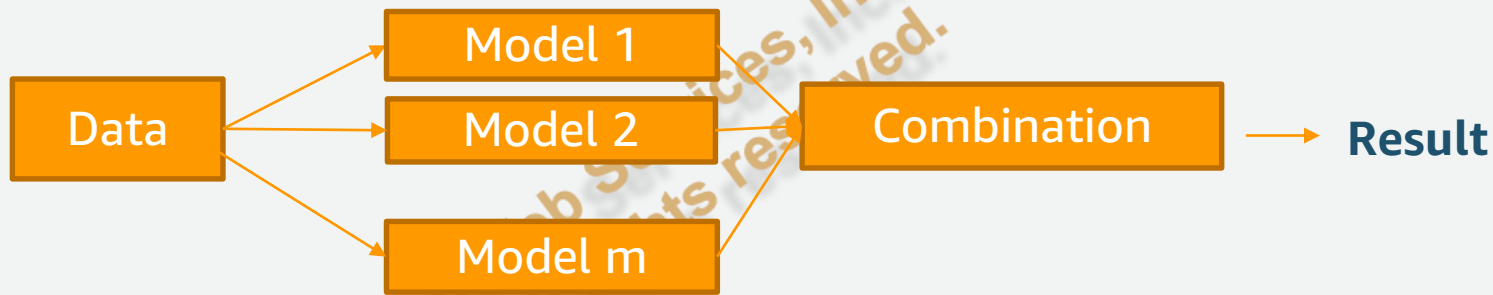 Data
Model 1
Model 2
Model m
Combination
Result